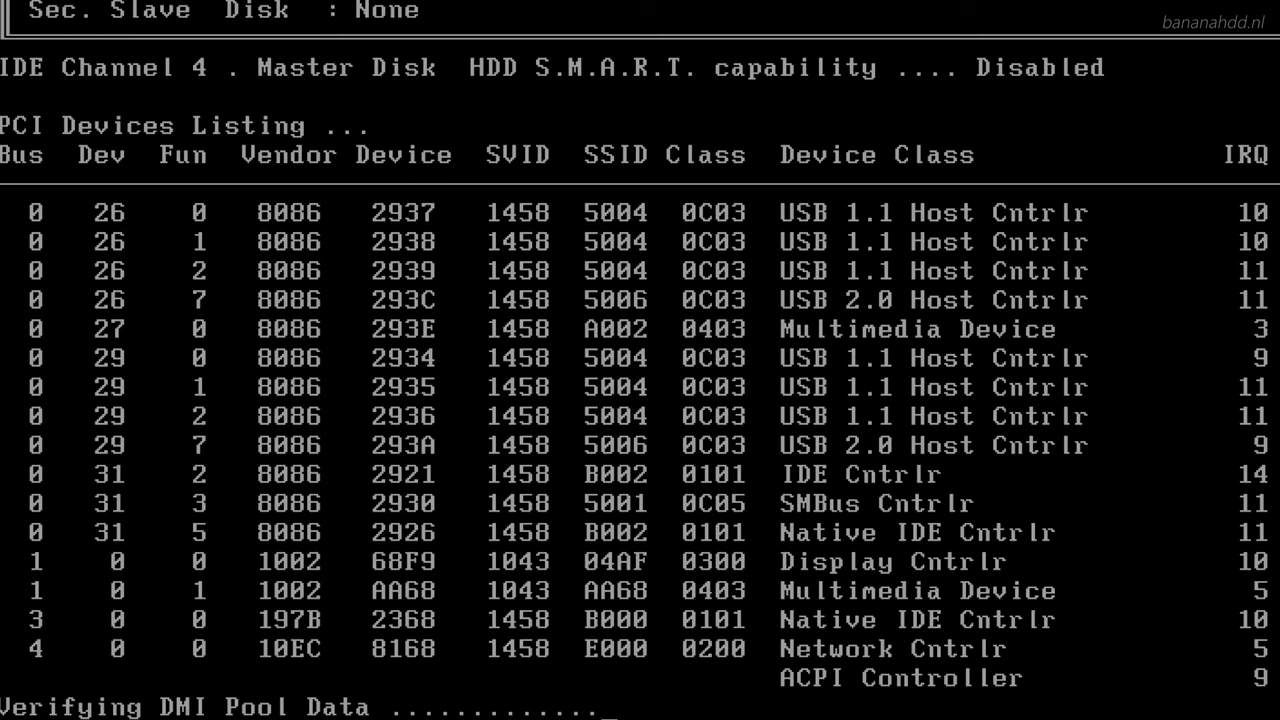 Sec. Slave Disk : None
bananahdd.nl
IDE Channel 4 . Master Disk HDD S.M.A.R.T. capability .... Disabled
PCI Devices Listing ...
Bus Dev Fun Vendor Device SVID SSID Class Device Class IRQ
0 26 0 8086 2937 1458 5004 0C03 USB 1.1 Host Cntrlr 10
0 26 1 8086 2938 1458 5004 0C03 USB 1.1 Host Cntrlr 10
0 26 2 8086 2939 1458 5004 0C03 USB 1.1 Host Cntrlr 11
0 26 7 8086 293C 1458 5006 0C03 USB 2.0 Host Cntrlr 11
0 27 0 8086 293E 1458 A002 0403 Multimedia Device 3
0 29 0 8086 2934 1458 5004 0C03 USB 1.1 Host Cntrlr 9
0 29 1 8086 2935 1458 5004 0C03 USB 1.1 Host Cntrlr 11
0 29 2 8086 2936 1458 5004 0C03 USB 1.1 Host Cntrlr 11
0 29 7 8086 293A 1458 5006 0C03 USB 2.0 Host Cntrlr 9
0 31 2 8086 2921 1458 B002 0101 IDE Cntrlr 14
0 31 3 8086 2930 1458 5001 0C05 SMBus Cntrlr 11
0 31 5 8086 2926 1458 B002 0101 Native IDE Cntrlr 11
1 0 0 1002 68F9 1043 04AF 0300 Display Cntrlr 10
1 0 1 1002 AA68 1043 AA68 0403 Multimedia Device 5
3 0 0 197B 2368 1458 B000 0101 Native IDE Cntrlr 10
4 0 0 10EC 8168 1458 E000 0200 Network Cntrlr 5
ACPI Controller 9
Verifying DMI Pool Data ............._